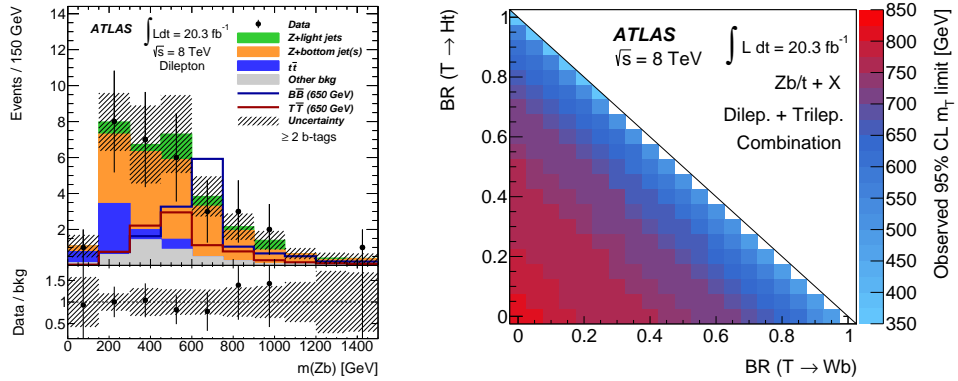 Events / 150 GeV
14
12
10
8
6
4
2
ATLAS
∫ Ldt = 20.3 fb⁻¹
√s = 8 TeV
Dilepton
Data
Z+light jets
Z+bottom jet(s)
tt̄
Other bkg
BB̄ (650 GeV)
TT̄ (650 GeV)
Uncertainty
≥ 2 b-tags
Data / bkg
1.5
1
0.5
0 200 400 600 800 1000 1200 1400
m(Zb) [GeV]
BR (T → Ht)
1
0.8
0.6
0.4
0.2
0
ATLAS
√s = 8 TeV
∫ L dt = 20.3 fb⁻¹
Zb/t + X
Dilep. + Trilep.
Combination
0 0.2 0.4 0.6 0.8 1
BR (T → Wb)
850
800
750
700
650
600
550
500
450
400
350
Observed 95% CL m_T limit [GeV]